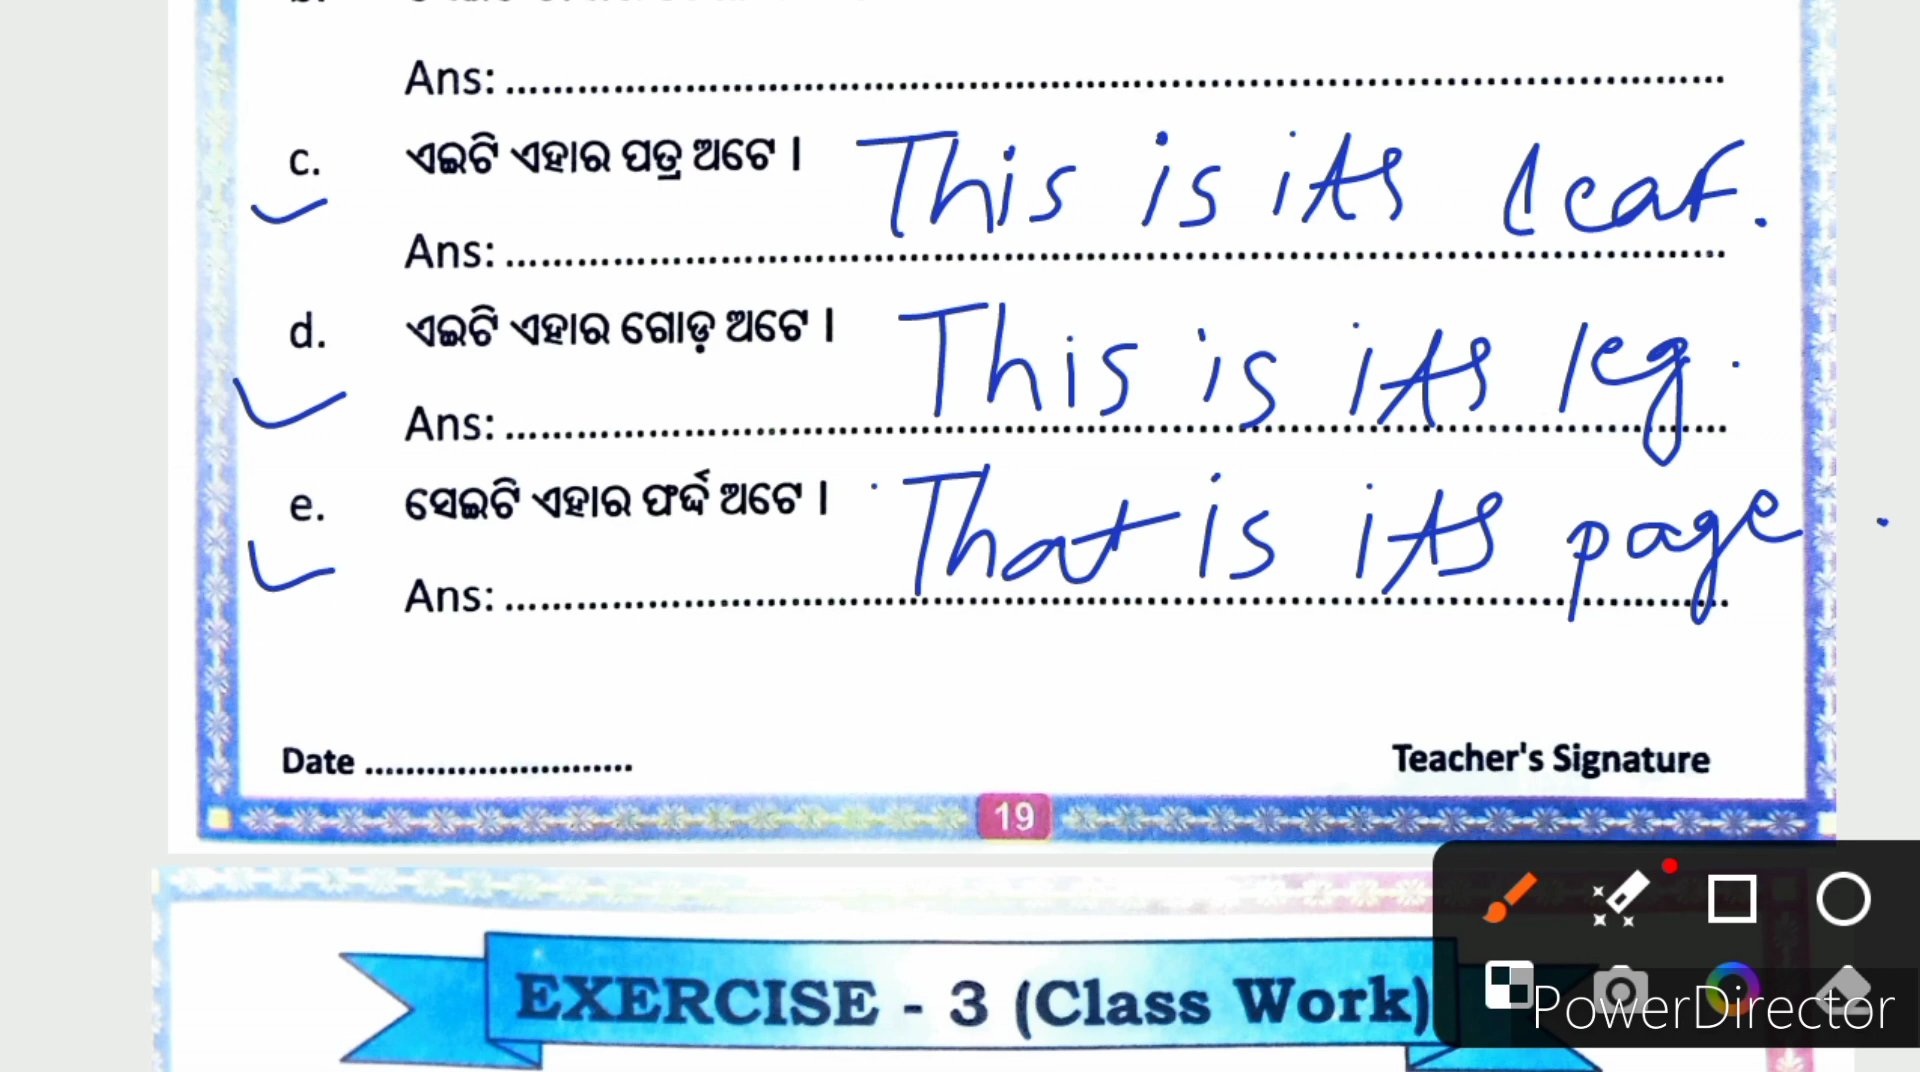 Ans: ........................................
c. ଏଇଟି ଏହାର ପତ୍ର ଅଟେ । This is its leaf.
Ans: ........................................
d. ଏଇଟି ଏହାର ଗୋଡ଼ ଅଟେ । This is its leg.
Ans: ........................................
e. ସେଇଟି ଏହାର ଫର୍ଦ୍ଦ ଅଟେ । That is its page.
Ans: ........................................
Date ........................ Teacher's Signature
19
EXERCISE - 3 (Class Work)
PowerDirector